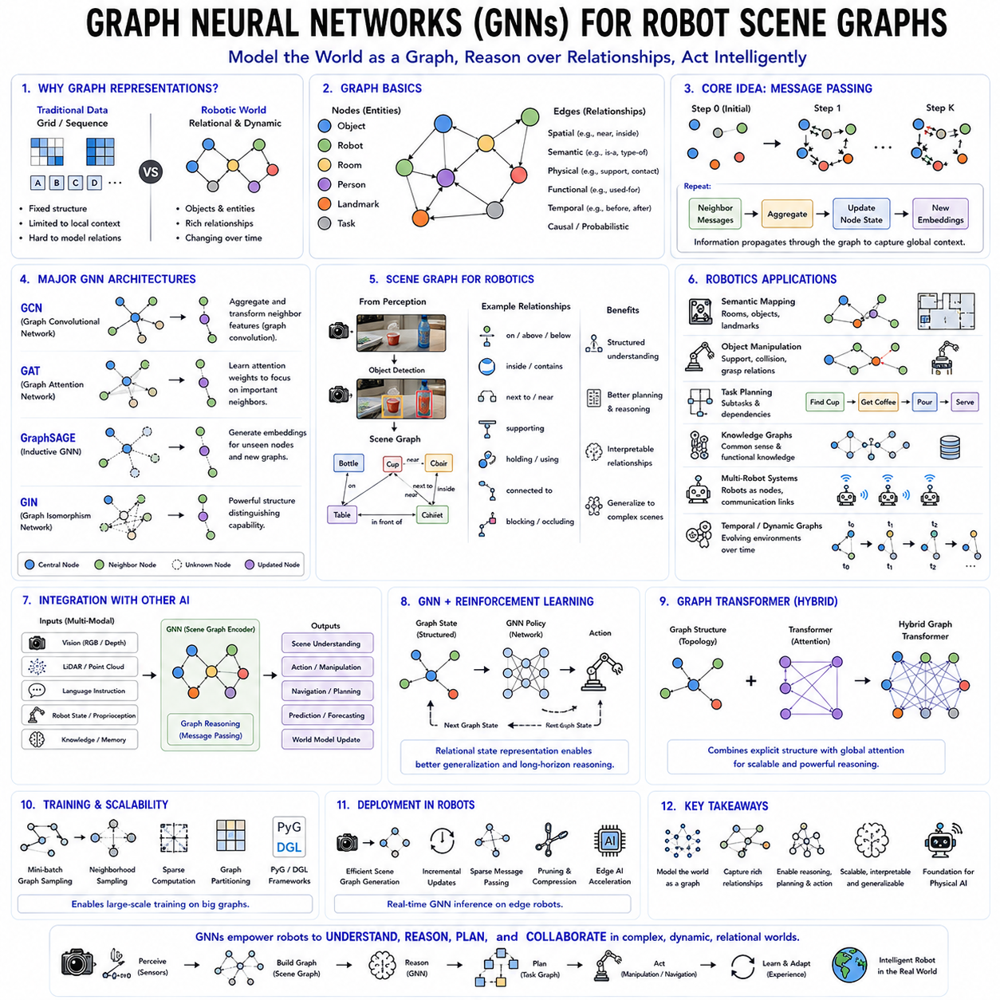 GRAPH NEURAL NETWORKS (GNNs) FOR ROBOT SCENE GRAPHS
Model the World as a Graph, Reason over Relationships, Act Intelligently
1. WHY GRAPH REPRESENTATIONS?
Traditional Data
Grid / Sequence
A B C D ...
• Fixed structure
• Limited to local context
• Hard to model relations
VS
Robotic World
Relational & Dynamic
• Objects & entities
• Rich relationships
• Changing over time
2. GRAPH BASICS
Nodes (Entities)
Object
Robot
Room
Person
Landmark
Task
Edges (Relationships)
Spatial (e.g., near, inside)
Semantic (e.g., is-a, type-of)
Physical (e.g., support, contact)
Functional (e.g., used-for)
Temporal (e.g., before, after)
Causal / Probabilistic
3. CORE IDEA: MESSAGE PASSING
Step 0 (Initial)
Step 1
...
Step K
Repeat:
Neighbor
Messages
Aggregate
Update
Node State
New
Embeddings
Information propagates through the graph to capture global context.
4. MAJOR GNN ARCHITECTURES
GCN
(Graph Convolutional
Network)
Aggregate and
transform neighbor
features (graph
convolution).
GAT
(Graph Attention
Network)
Learn attention
weights to focus
on important
neighbors.
GraphSAGE
(Inductive GNN)
Generate embeddings
for unseen nodes
and new graphs.
GIN
(Graph Isomorphism
Network)
Powerful structure
distinguishing
capability.
Central Node
Neighbor Node
Unknown Node
Updated Node
5. SCENE GRAPH FOR ROBOTICS
From Perception
Object Detection
Scene Graph
Bottle
Cup
near
Cbair
on
next to
near
inside
Table
in front of
Cahiet
Example Relationships
on / above / below
inside / contains
next to / near
supporting
holding / using
connected to
blocking / occluding
Benefits
Structured
understanding
Better planning
& reasoning
Interpretable
relationships
Generalize to
complex scenes
6. ROBOTICS APPLICATIONS
Semantic Mapping
Rooms, objects,
landmarks
Object Manipulation
Support, collision,
grasp relations
Task Planning
Subtasks &
dependencies
Find Cup
Get Coffee
Pour
Serve
Knowledge Graphs
Common sense &
functional knowledge
Multi-Robot Systems
Robots as nodes,
communication links
Temporal / Dynamic Graphs
Evolving environments
over time
t₀ t₁ t₂
t₀ t₁ t₂ ...
7. INTEGRATION WITH OTHER AI
Inputs (Multi-Modal)
Vision (RGB / Depth)
LiDAR / Point Cloud
Language Instruction
Robot State / Proprioception
Knowledge / Memory
GNN (Scene Graph Encoder)
Graph Reasoning
(Message Passing)
Outputs
Scene Understanding
Action / Manipulation
Navigation / Planning
Prediction / Forecasting
World Model Update
8. GNN + REINFORCEMENT LEARNING
Graph State
(Structured)
GNN Policy
(Network)
Action
Next Graph State
Rent Graph State
Relational state representation enables
better generalization and long-horizon reasoning.
9. GRAPH TRANSFORMER (HYBRID)
Graph Structure
(Topology)
+
Transformer
(Attention)
Hybrid Graph
Transformer
Combines explicit structure with global attention
for scalable and powerful reasoning.
10. TRAINING & SCALABILITY
Mini-batch
Graph Sampling
Neighborhood
Sampling
Sparse
Computation
Graph
Partitioning
PyG
DGL
PyG / DGL
Frameworks
Enables large-scale training on big graphs.
11. DEPLOYMENT IN ROBOTS
Efficient Scene
Graph Generation
Incremental
Updates
Sparse Message
Passing
Pruning &
Compression
AI
Edge AI
Acceleration
Real-time GNN inference on edge robots.
12. KEY TAKEAWAYS
Model the world
as a graph
Capture rich
relationships
Enable reasoning,
planning & action
Scalable, interpretable
and generalizable
Foundation for
Physical AI
GNNs empower robots to UNDERSTAND, REASON, PLAN, and COLLABORATE in complex, dynamic, relational worlds.
Perceive
(Sensors)
Build Graph
(Scene Graph)
Reason
(GNN)
Plan
(Task Graph)
Act
(Manipulation / Navigation)
Learn & Adapt
(Experience)
Intelligent Robot
in the Real World